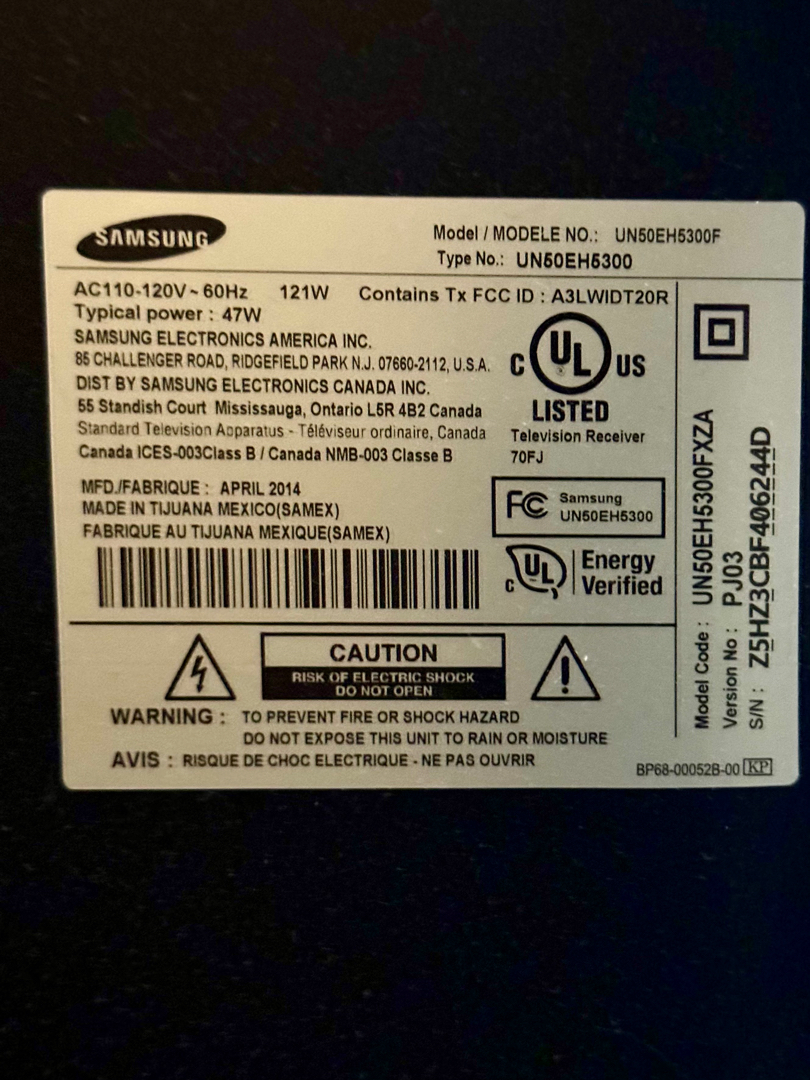 SAMSUNG
Model / MODELE NO.: UN50EH5300F
Type No.: UN50EH5300
AC110-120V ~ 60Hz 121W Contains Tx FCC ID : A3LWIDT20R
Typical power : 47W
SAMSUNG ELECTRONICS AMERICA INC.
85 CHALLENGER ROAD, RIDGEFIELD PARK N.J. 07660-2112, U.S.A.
DIST BY SAMSUNG ELECTRONICS CANADA INC.
55 Standish Court Mississauga, Ontario L5R 4B2 Canada
Standard Television Apparatus - Téléviseur ordinaire, Canada
Canada ICES-003Class B / Canada NMB-003 Classe B
C UL US
LISTED
Television Receiver
70FJ
MFD./FABRIQUE : APRIL 2014
MADE IN TIJUANA MEXICO(SAMEX)
FABRIQUE AU TIJUANA MEXIQUE(SAMEX)
FC Samsung
UN50EH5300
c UL Energy
Verified
CAUTION
RISK OF ELECTRIC SHOCK
DO NOT OPEN
WARNING : TO PREVENT FIRE OR SHOCK HAZARD
DO NOT EXPOSE THIS UNIT TO RAIN OR MOISTURE
AVIS : RISQUE DE CHOC ELECTRIQUE - NE PAS OUVRIR
BP68-00052B-00 KP
Model Code : UN50EH5300FXZA
Version No : PJ03
S/N : Z5HZ3CBF406244D